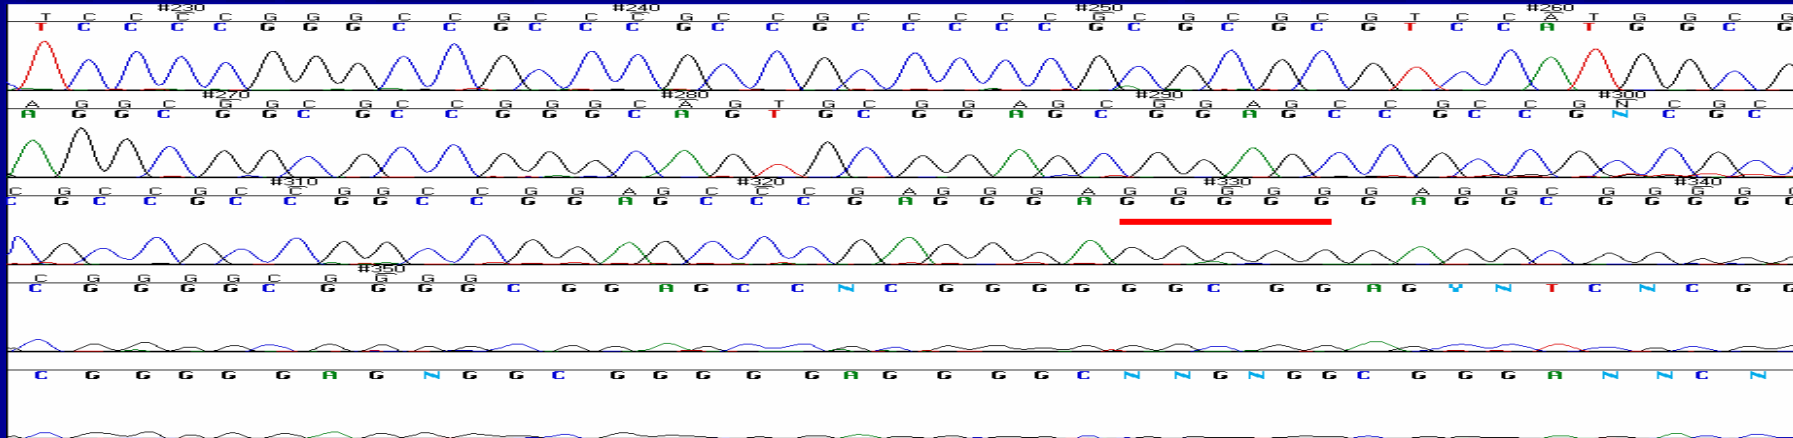 #230 #240 #250 #260
T C C C C G G G C C G C C C G C C G C C C C C G C G C G C G T C C A T G G C G
T C C C C G G G C C G C C C G C C G C C C C C G C G C G C G T C C A T G G C G
#270 #280 #290 #300
A G G C G G C G C C G G G C A G T G C G G A G C G G A G C C G C C G N C G C
A G G C G G C G C C G G G C A G T G C G G A G C G G A G C C G C C G N C G C
#310 #320 #330 #340
C G C C G C C G G C C G G A G C C C G A G G G A G G G G G G A G G C G G G G
C G C C G C C G G C C G G A G C C C G A G G G A G G G G G G A G G C G G G G
#350
C G G G G C G G G G
C G G G G C G G G G C G G A G C C N C G G G G G C G G A G Y N T C N C G G
C G G G G G A G N G G C G G G G G A G G G G C N N G N G G C G G G A N N C N